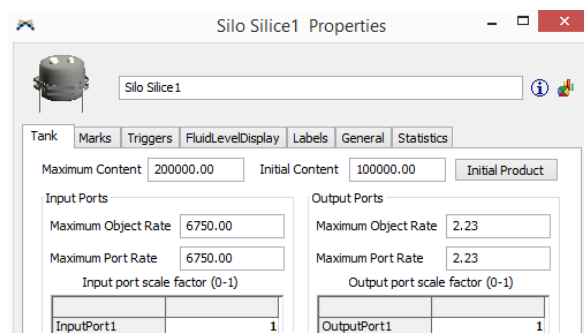 Silo Silice1 Properties
Silo Silice1
Tank Marks Triggers FluidLevelDisplay Labels General Statistics
Maximum Content 200000.00 Initial Content 100000.00 Initial Product
Input Ports Output Ports
Maximum Object Rate 6750.00 Maximum Object Rate 2.23
Maximum Port Rate 6750.00 Maximum Port Rate 2.23
Input port scale factor (0-1) Output port scale factor (0-1)
InputPort1 1 OutputPort1 1